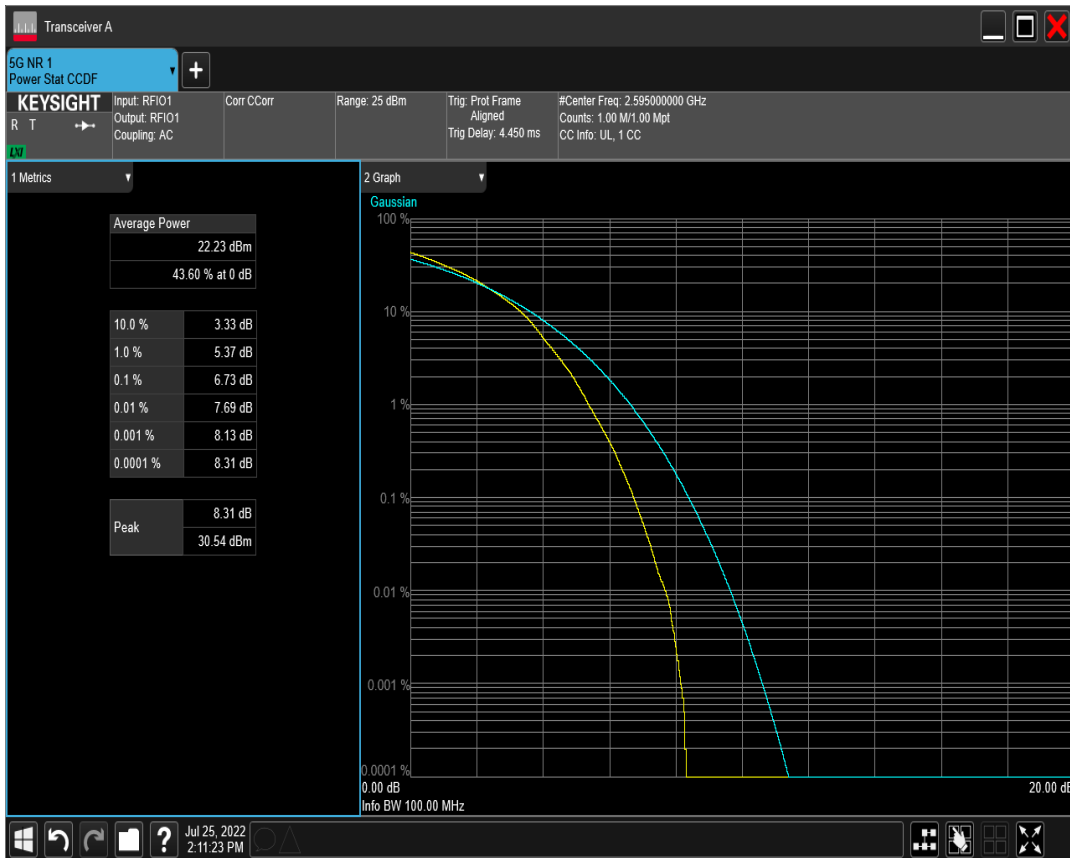 Transceiver A
5G NR 1
Power Stat CCDF
KEYSIGHT
R T
LXI
Input: RFIO1
Output: RFIO1
Coupling: AC
Corr CCorr
Range: 25 dBm
Trig: Prot Frame
Aligned
Trig Delay: 4.450 ms
#Center Freq: 2.595000000 GHz
Counts: 1.00 M/1.00 Mpt
CC Info: UL, 1 CC
1 Metrics
Average Power
22.23 dBm
43.60 % at 0 dB
10.0 % 3.33 dB
1.0 % 5.37 dB
0.1 % 6.73 dB
0.01 % 7.69 dB
0.001 % 8.13 dB
0.0001 % 8.31 dB
Peak
8.31 dB
30.54 dBm
2 Graph
Gaussian
100 %
10 %
1 %
0.1 %
0.01 %
0.001 %
0.0001 %
0.00 dB 20.00 dB
Info BW 100.00 MHz
?
Jul 25, 2022
2:11:23 PM